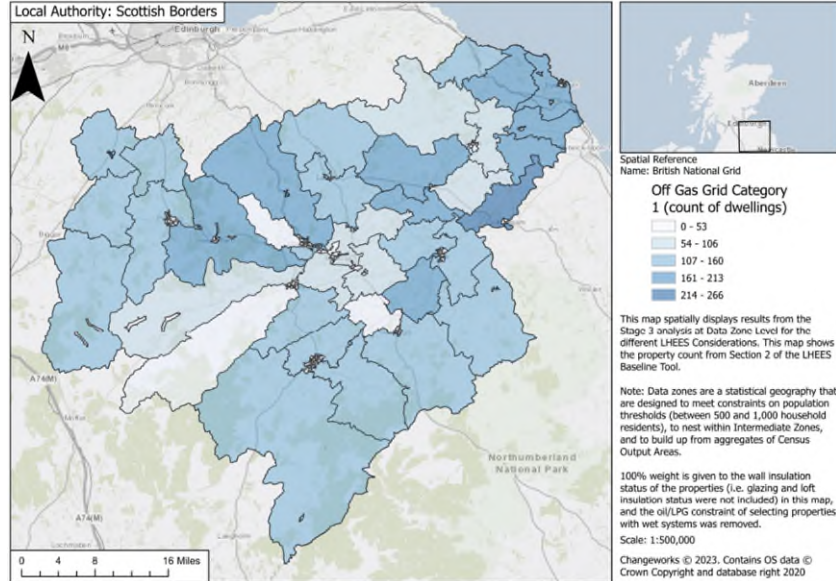 Local Authority: Scottish Borders
N
Edinburgh
Haddington
A74(M)
A74(M)
Langholm
Northumberland
National Park
0 4 8 16 Miles
Aberdeen
Edinburgh
Newcastle
Spatial Reference
Name: British National Grid
Off Gas Grid Category
1 (count of dwellings)
0 - 53
54 - 106
107 - 160
161 - 213
214 - 266
This map spatially displays results from the
Stage 3 analysis at Data Zone Level for the
different LHEES Considerations. This map shows
the property count from Section 2 of the LHEES
Baseline Tool.
Note: Data zones are a statistical geography that
are designed to meet constraints on population
thresholds (between 500 and 1,000 household
residents), to nest within Intermediate Zones,
and to build up from aggregates of Census
Output Areas.
100% weight is given to the wall insulation
status of the properties (i.e. glazing and loft
insulation status were not included) in this map,
and the oil/LPG constraint of selecting properties
with wet systems was removed.
Scale: 1:500,000
Changeworks © 2023. Contains OS data ©
Crown Copyright and database right 2020